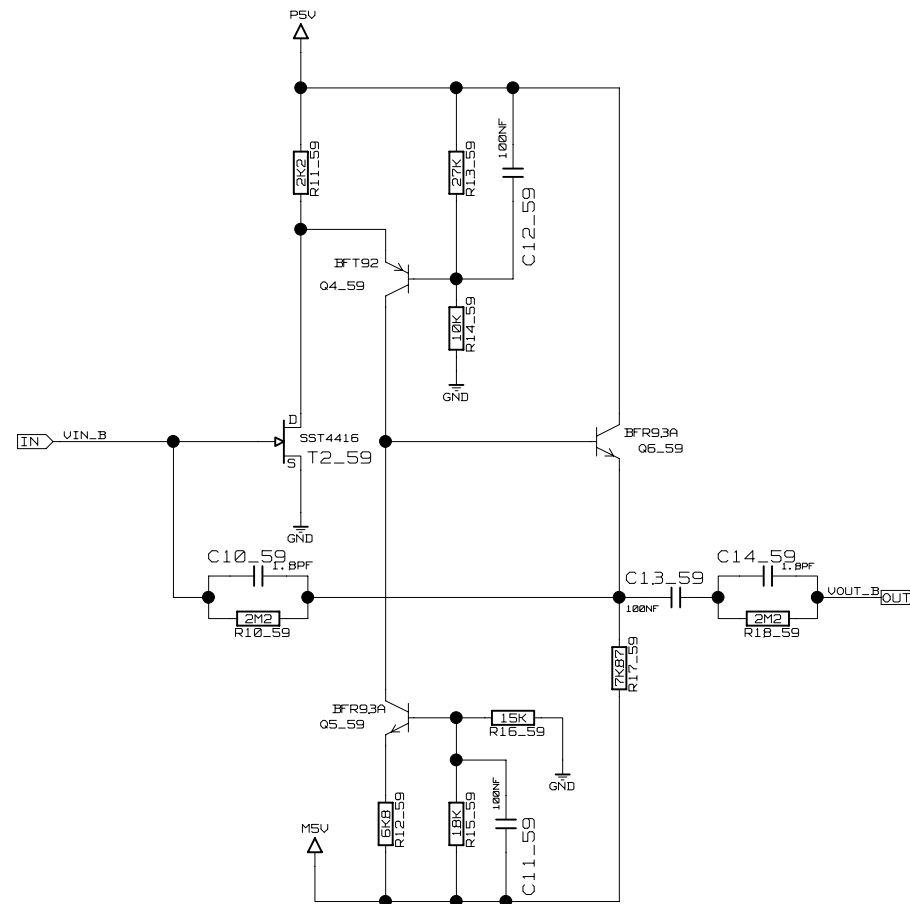 P5V
2K2
R11_59
27K
R13_59
100NF
C12_59
BFT92
Q4_59
10K
R14_59
GND
IN
VIN_B
D
SST4416
S
T2_59
GND
BFR93A
Q6_59
C10_59
1.8PF
2M2
R10_59
C13_59
100NF
C14_59
1.8PF
2M2
R18_59
VOUT_B
OUT
7K87
R17_59
BFR93A
Q5_59
15K
R16_59
GND
M5V
6K8
R12_59
18K
R15_59
100NF
C11_59